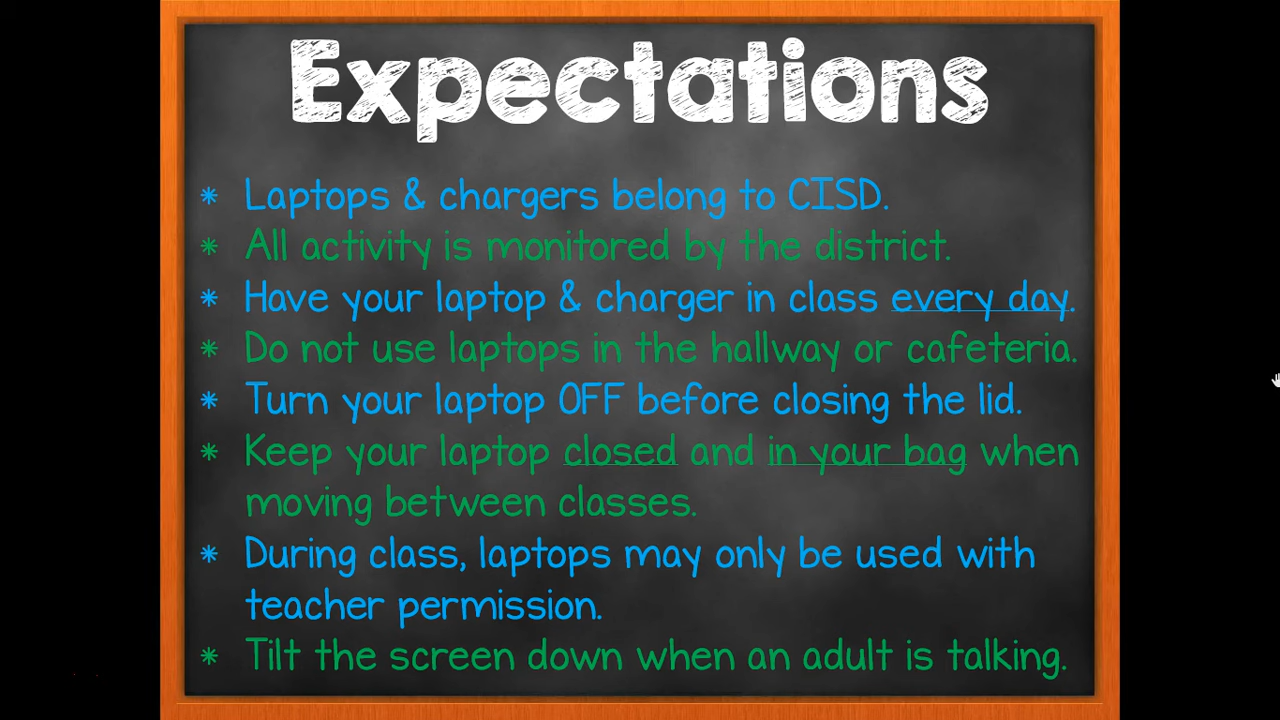 Expectations
* Laptops & chargers belong to CISD.
* All activity is monitored by the district.
* Have your laptop & charger in class every day.
* Do not use laptops in the hallway or cafeteria.
* Turn your laptop OFF before closing the lid.
* Keep your laptop closed and in your bag when
moving between classes.
* During class, laptops may only be used with
teacher permission.
* Tilt the screen down when an adult is talking.